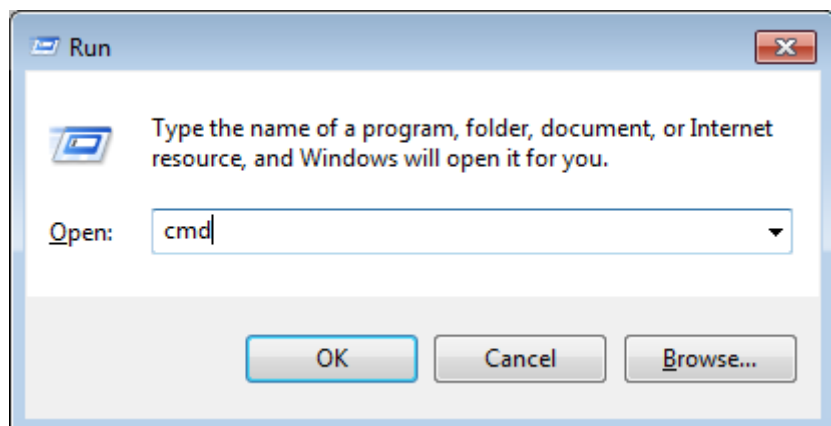 Run
Type the name of a program, folder, document, or Internet
resource, and Windows will open it for you.
Open: cmd
OK Cancel Browse...